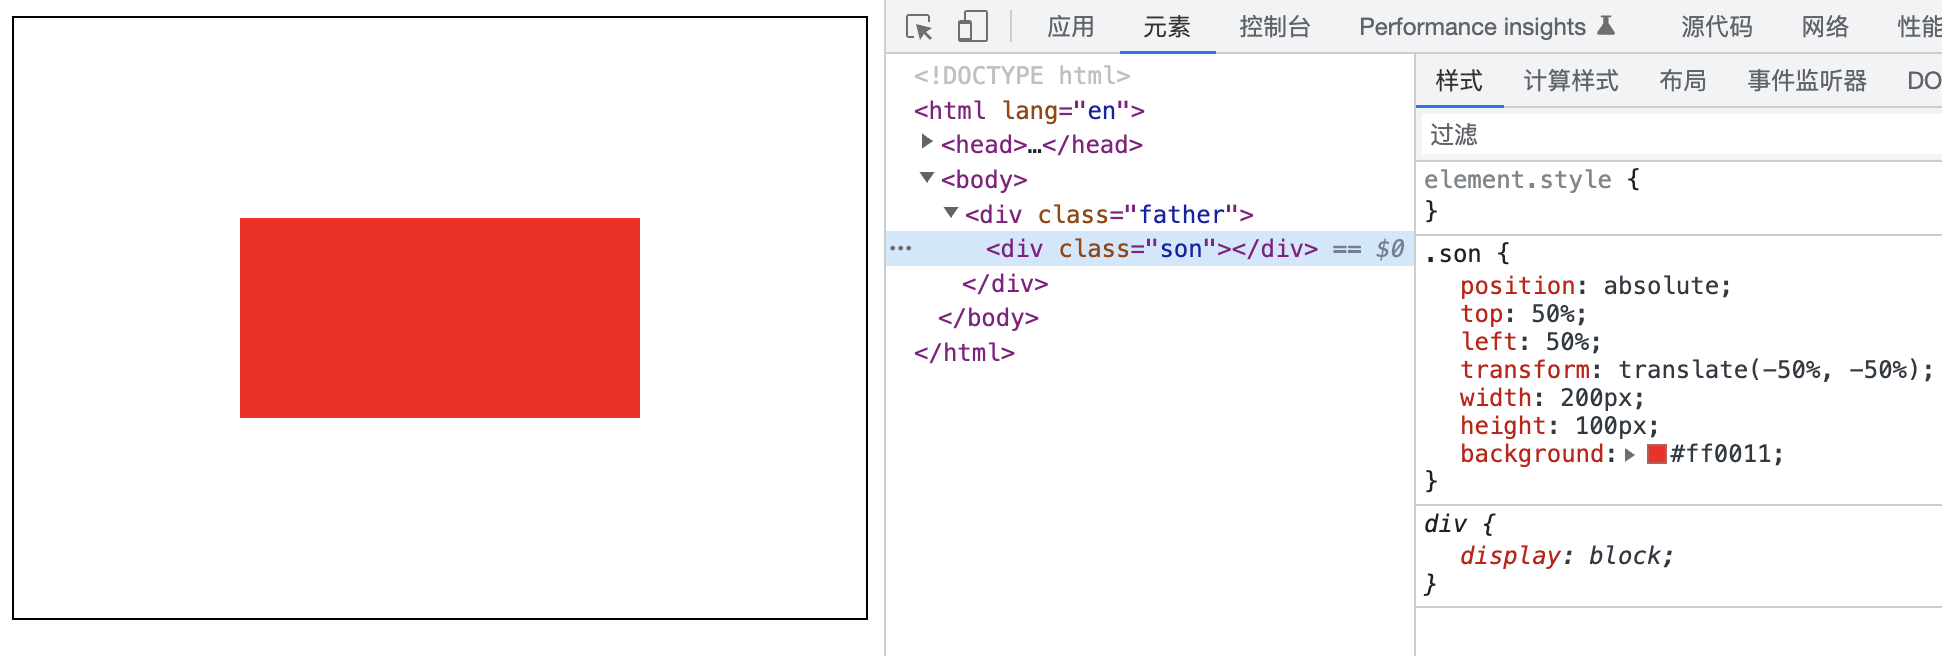 应用 元素 控制台 Performance insights 源代码 网络 性能
<!DOCTYPE html>
<html lang="en">
<head>…</head>
<body>
<div class="father">
<div class="son"></div> == $0
</div>
</body>
</html>
样式 计算样式 布局 事件监听器 DO
过滤
element.style {
}
.son {
position: absolute;
top: 50%;
left: 50%;
transform: translate(-50%, -50%);
width: 200px;
height: 100px;
background: #ff0011;
}
div {
display: block;
}